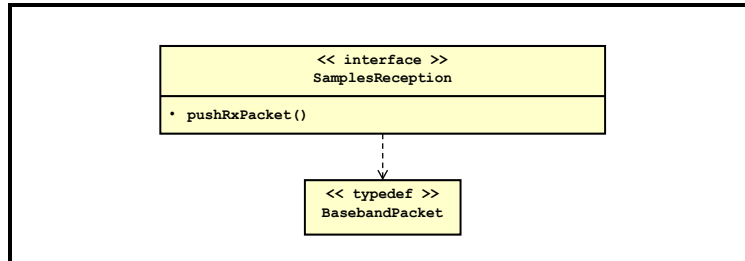 << interface >>
SamplesReception
• pushRxPacket()
<< typedef >>
BasebandPacket